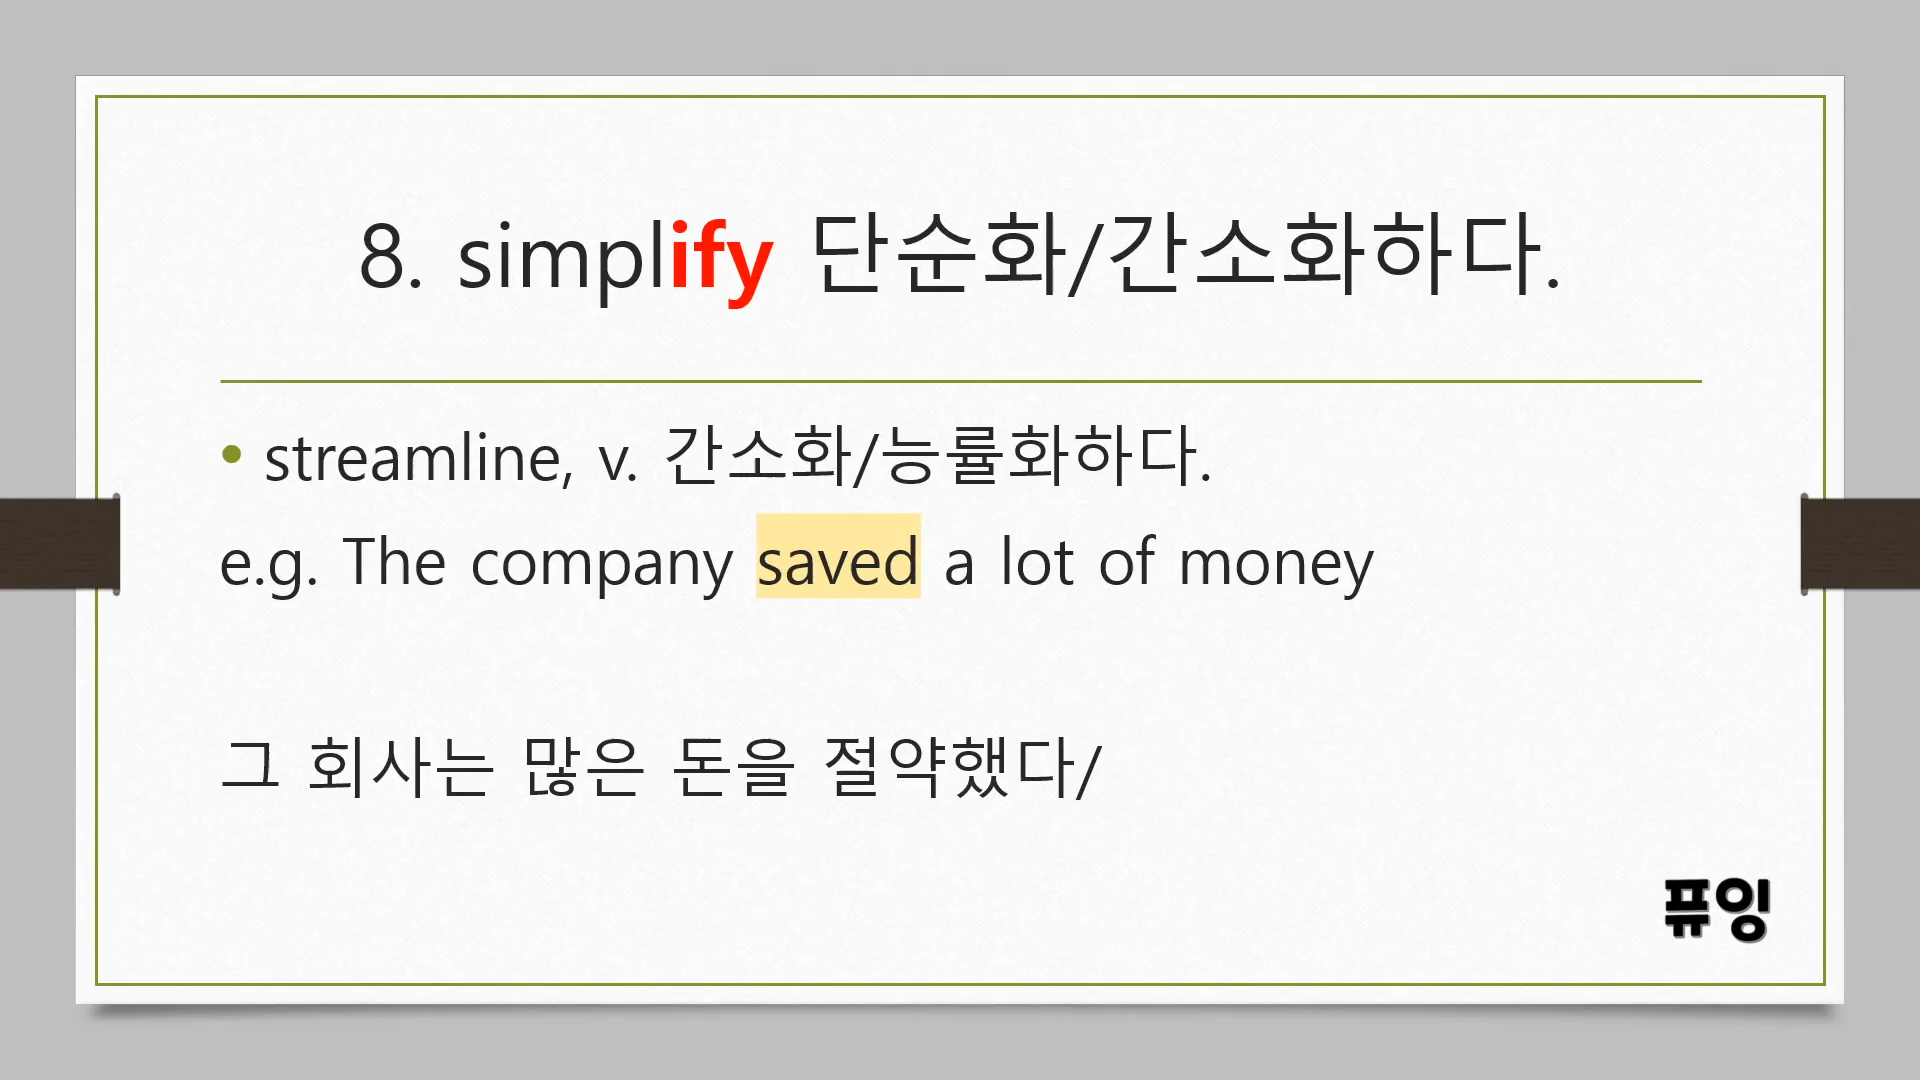 8. simplify 단순화/간소화하다.
• streamline, v. 간소화/능률화하다.
e.g. The company saved a lot of money
그 회사는 많은 돈을 절약했다/
퓨잉